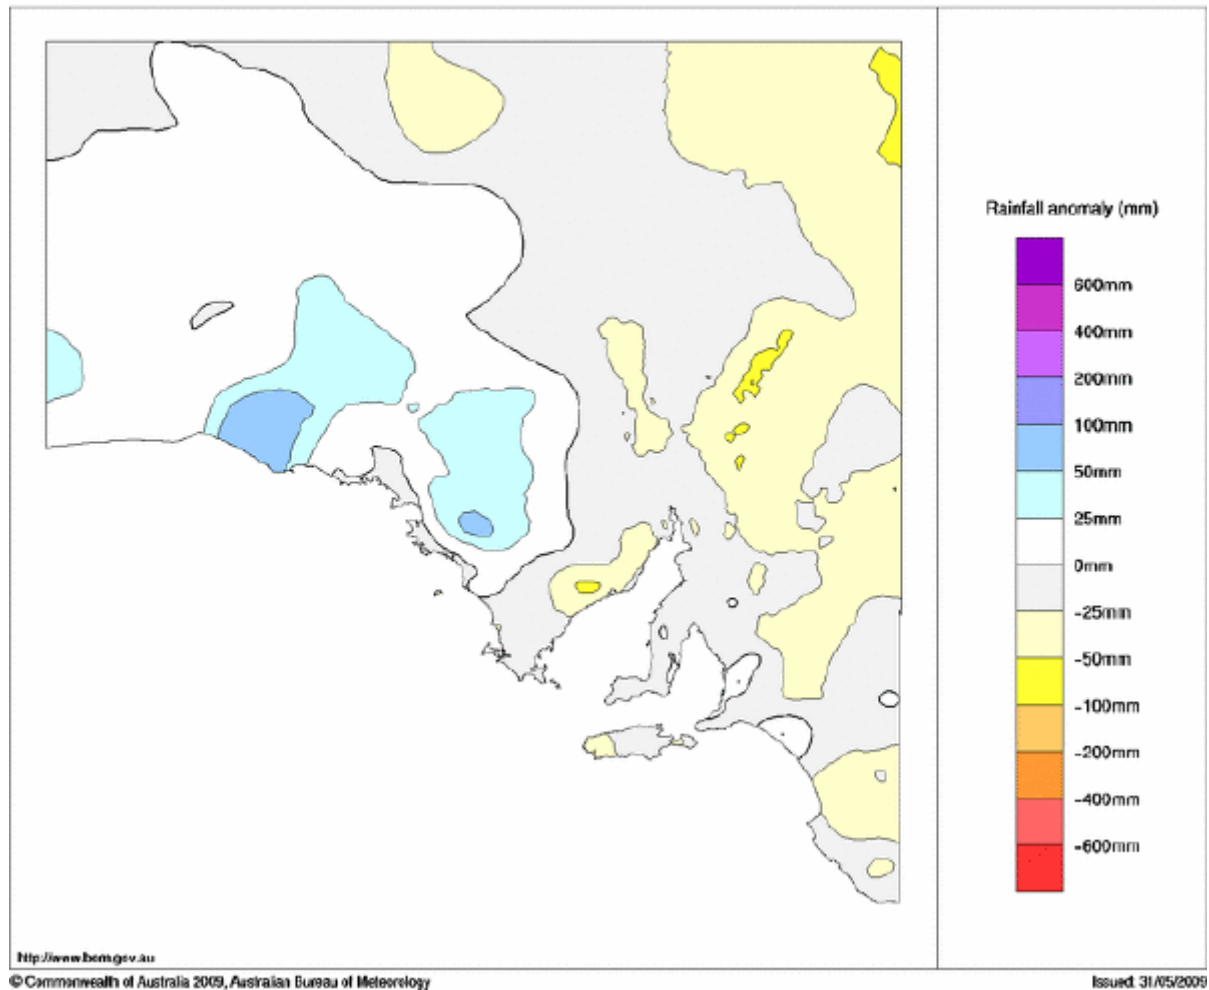 Rainfall anomaly (mm)
600mm
400mm
200mm
100mm
50mm
25mm
0mm
-25mm
-50mm
-100mm
-200mm
-400mm
-600mm
http://www.bom.gov.au
© Commonwealth of Australia 2009, Australian Bureau of Meteorology
Issued: 31/05/2009